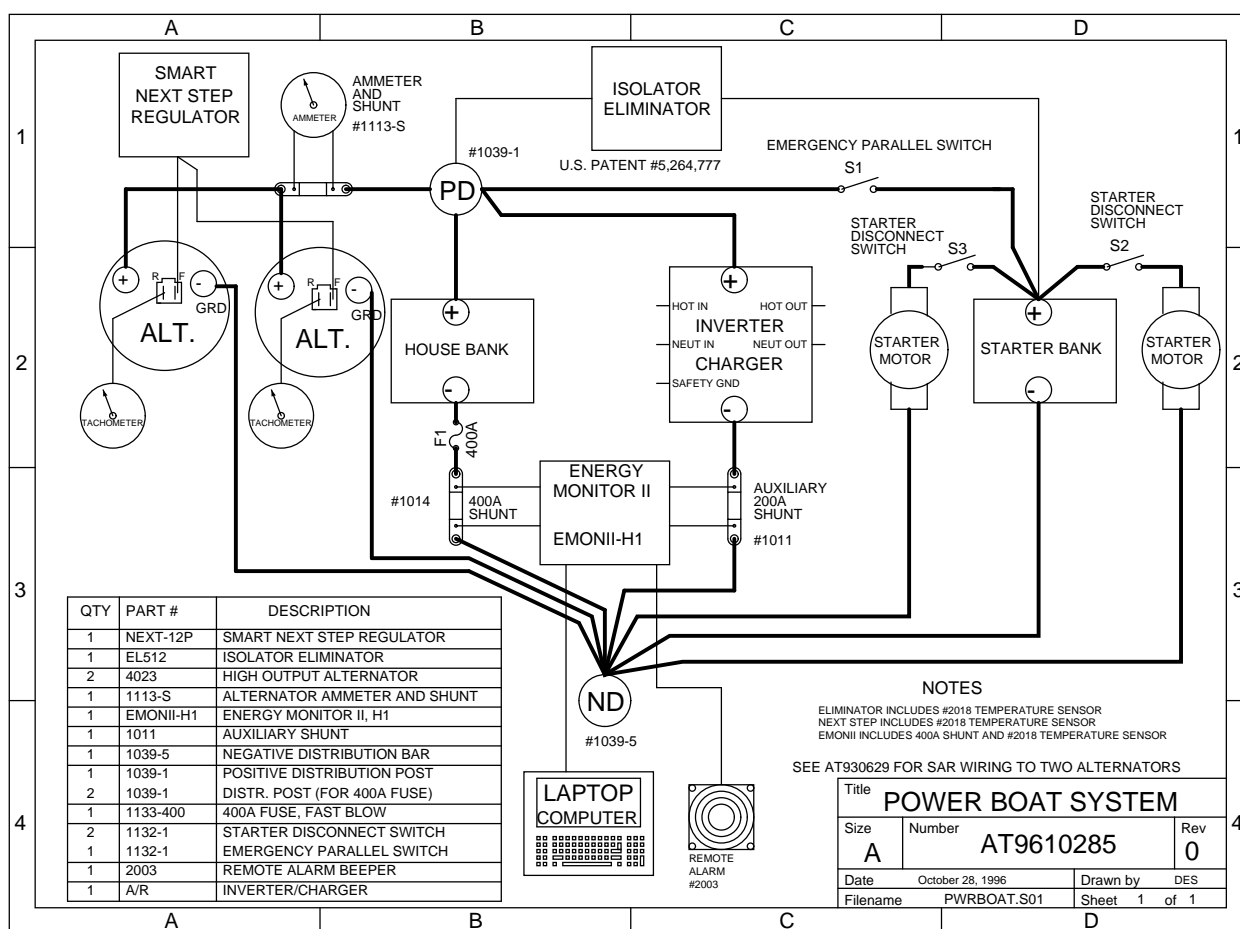 A B C D
1 1
2 2
3 3
4 4
A B C D
SMART
NEXT STEP
REGULATOR
AMMETER
AMMETER
AND
SHUNT
#1113-S
#1039-1
PD
ISOLATOR
ELIMINATOR
U.S. PATENT #5,264,777
EMERGENCY PARALLEL SWITCH
S1
STARTER
DISCONNECT
SWITCH
S3
STARTER
DISCONNECT
SWITCH
S2
+
R F
-
GRD
ALT.
TACHOMETER
+
R F
-
GRD
ALT.
TACHOMETER
+
HOUSE BANK
-
F1
400A
#1014
400A
SHUNT
+
HOT IN HOT OUT
INVERTER
NEUT IN NEUT OUT
CHARGER
SAFETY GND
-
ENERGY
MONITOR II
EMONII-H1
AUXILIARY
200A
SHUNT
#1011
STARTER
MOTOR
+
STARTER BANK
-
STARTER
MOTOR
ND
#1039-5
LAPTOP
COMPUTER
REMOTE
ALARM
#2003
QTY PART # DESCRIPTION
1 NEXT-12P SMART NEXT STEP REGULATOR
1 EL512 ISOLATOR ELIMINATOR
2 4023 HIGH OUTPUT ALTERNATOR
1 1113-S ALTERNATOR AMMETER AND SHUNT
1 EMONII-H1 ENERGY MONITOR II, H1
1 1011 AUXILIARY SHUNT
1 1039-5 NEGATIVE DISTRIBUTION BAR
1 1039-1 POSITIVE DISTRIBUTION POST
2 1039-1 DISTR. POST (FOR 400A FUSE)
1 1133-400 400A FUSE, FAST BLOW
2 1132-1 STARTER DISCONNECT SWITCH
1 1132-1 EMERGENCY PARALLEL SWITCH
1 2003 REMOTE ALARM BEEPER
1 A/R INVERTER/CHARGER
NOTES
ELIMINATOR INCLUDES #2018 TEMPERATURE SENSOR
NEXT STEP INCLUDES #2018 TEMPERATURE SENSOR
EMONII INCLUDES 400A SHUNT AND #2018 TEMPERATURE SENSOR
SEE AT930629 FOR SAR WIRING TO TWO ALTERNATORS
Title POWER BOAT SYSTEM
Size A Number AT9610285 Rev 0
Date October 28, 1996 Drawn by DES
Filename PWRBOAT.S01 Sheet 1 of 1